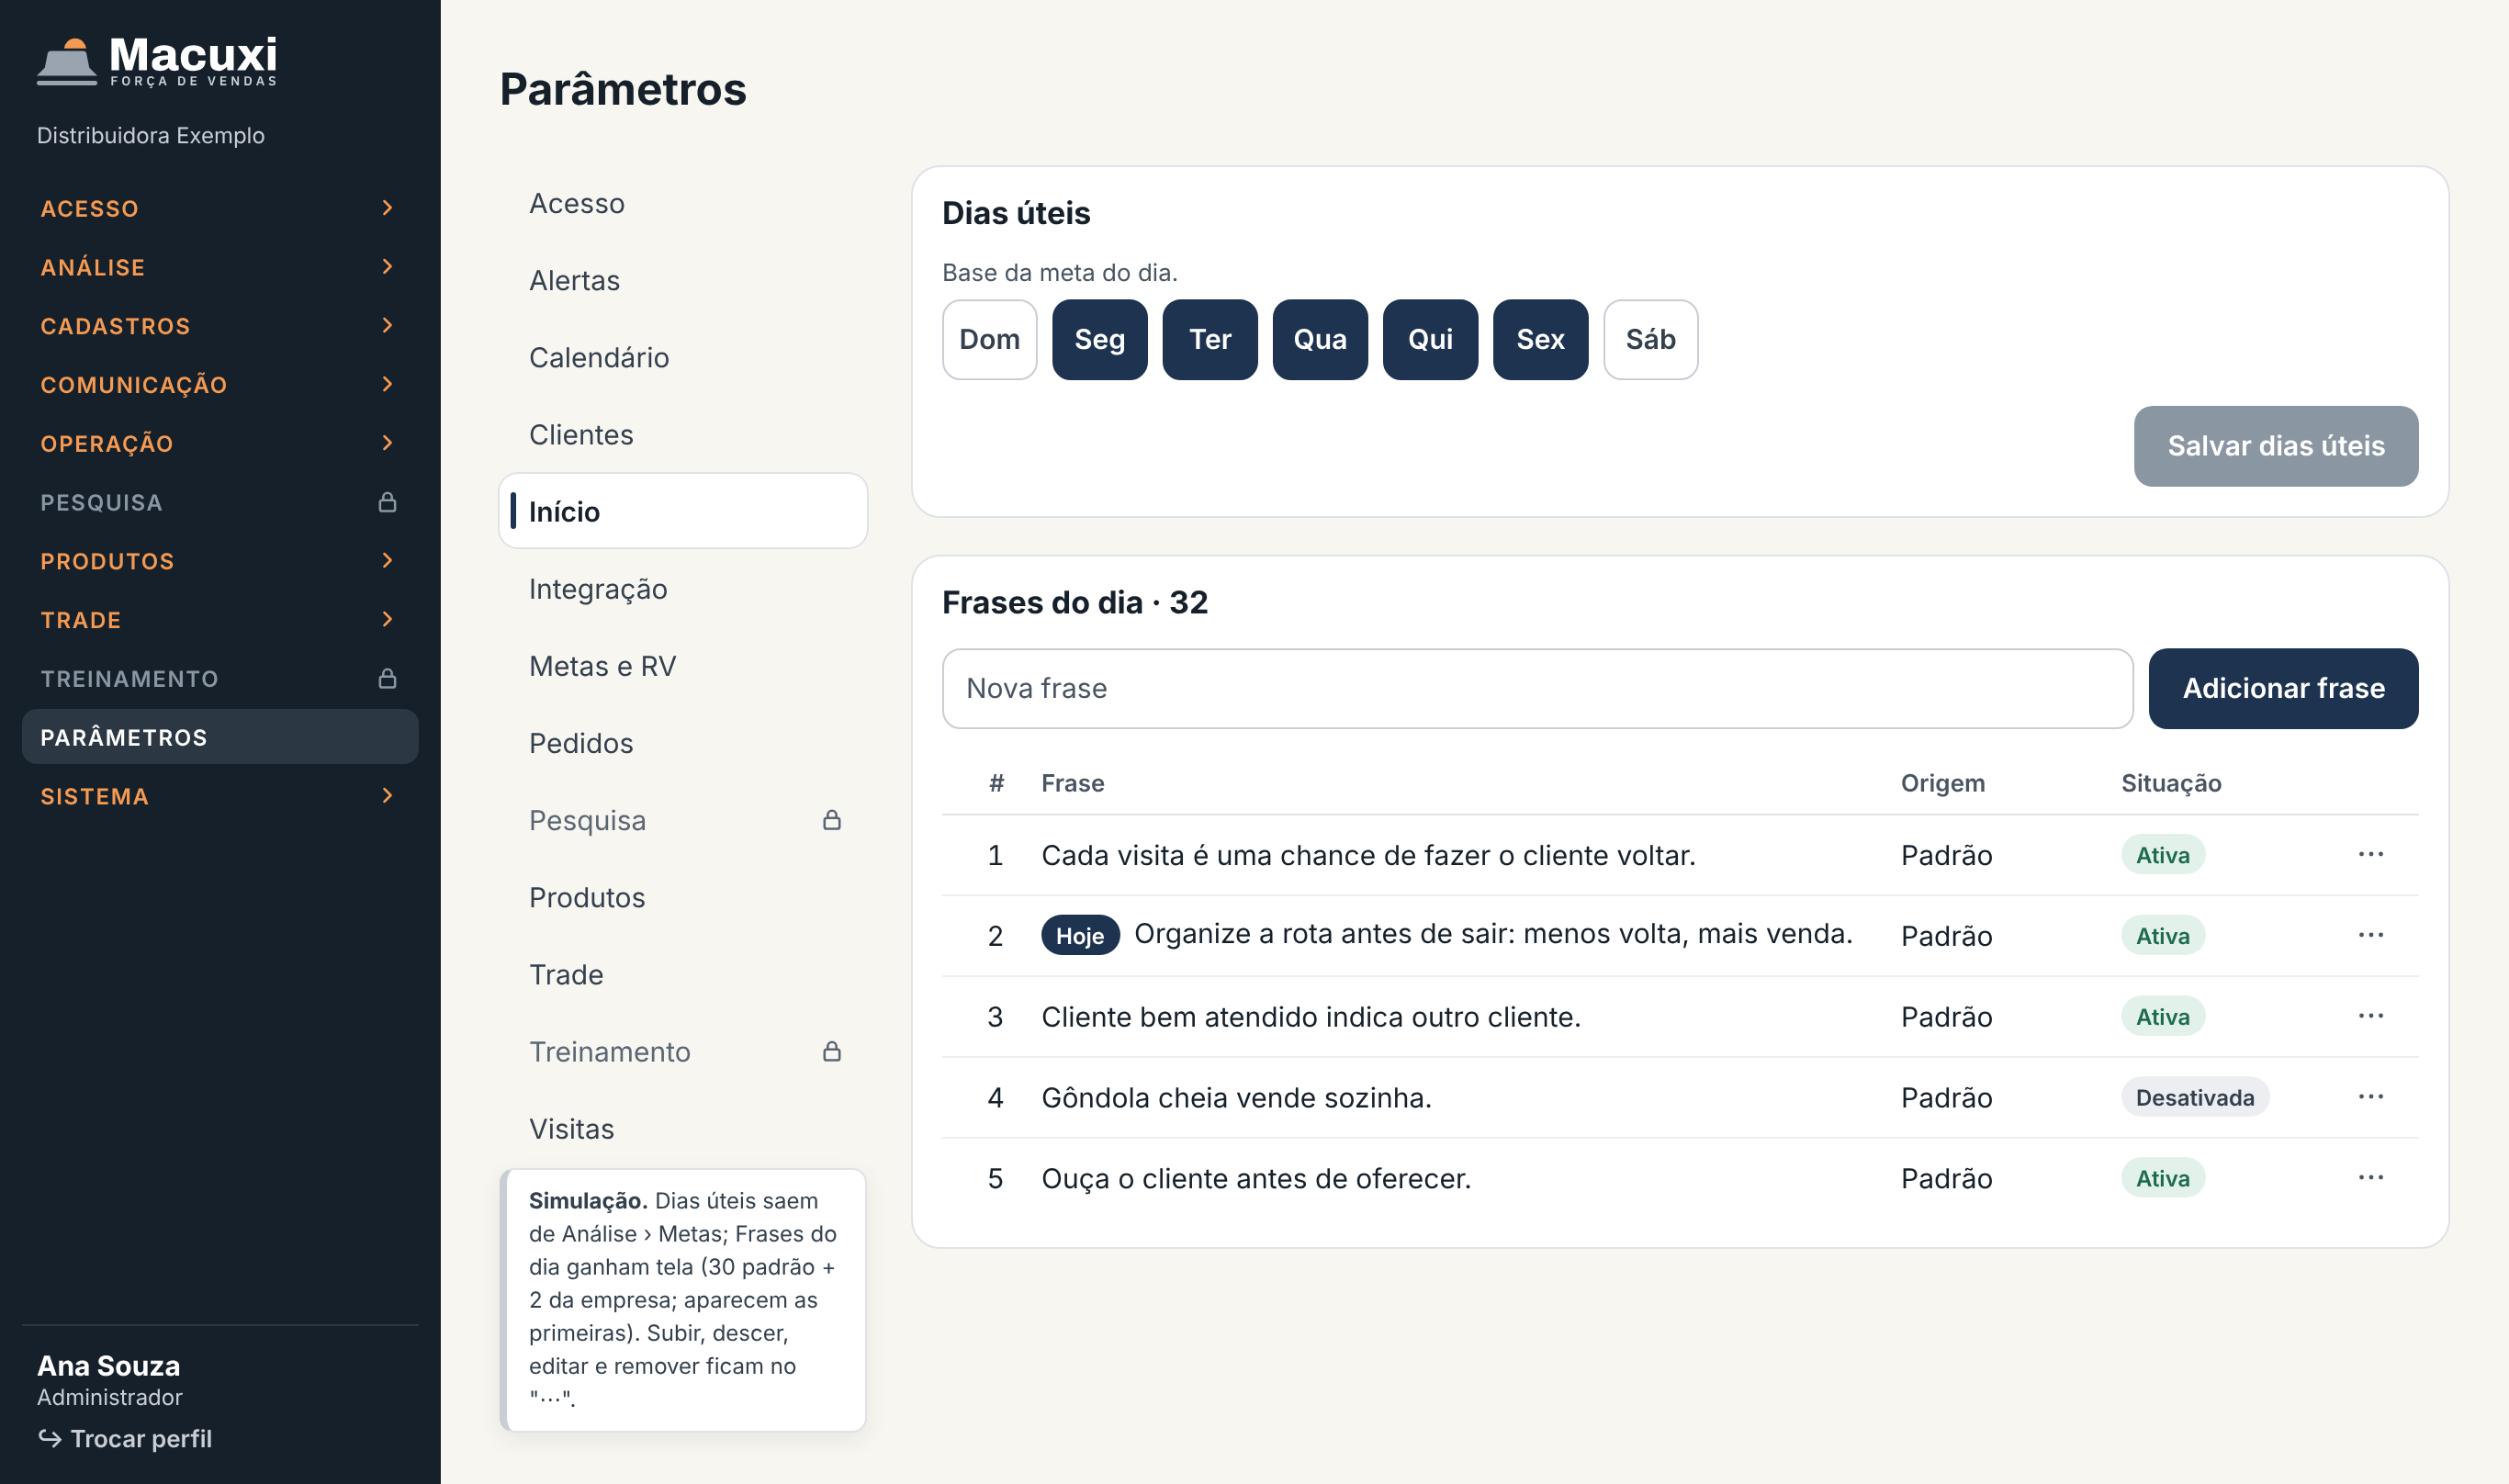 Macuxi
FORÇA DE VENDAS
Distribuidora Exemplo
ACESSO
ANÁLISE
CADASTROS
COMUNICAÇÃO
OPERAÇÃO
PESQUISA
PRODUTOS
TRADE
TREINAMENTO
PARÂMETROS
SISTEMA
Ana Souza
Administrador
Trocar perfil
Parâmetros
Acesso
Alertas
Calendário
Clientes
Início
Integração
Metas e RV
Pedidos
Pesquisa
Produtos
Trade
Treinamento
Visitas
Simulação. Dias úteis saem
de Análise › Metas; Frases do
dia ganham tela (30 padrão +
2 da empresa; aparecem as
primeiras). Subir, descer,
editar e remover ficam no
"···".
Dias úteis
Base da meta do dia.
Dom Seg Ter Qua Qui Sex Sáb
Salvar dias úteis
Frases do dia · 32
Nova frase Adicionar frase
# Frase Origem Situação
1 Cada visita é uma chance de fazer o cliente voltar. Padrão Ativa ···
2 Hoje Organize a rota antes de sair: menos volta, mais venda. Padrão Ativa ···
3 Cliente bem atendido indica outro cliente. Padrão Ativa ···
4 Gôndola cheia vende sozinha. Padrão Desativada ···
5 Ouça o cliente antes de oferecer. Padrão Ativa ···